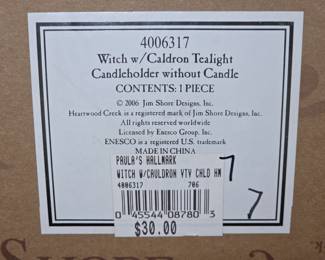 4006317
Witch w/Caldron Tealight
Candleholder without Candle
CONTENTS: 1 PIECE
© 2006 Jim Shore Designs, Inc.
Heartwood Creek is a registered mark of Jim Shore Designs, Inc.
All rights reserved worldwide
Licensed by Enesco Group, Inc.
ENESCO is a registered U.S. trademark
MADE IN CHINA
PAULA'S HALLMARK
WITCH W/CAULDRON VTV CHLD HW
4006317 706
0 45544 08780 3
$30.00
7
7